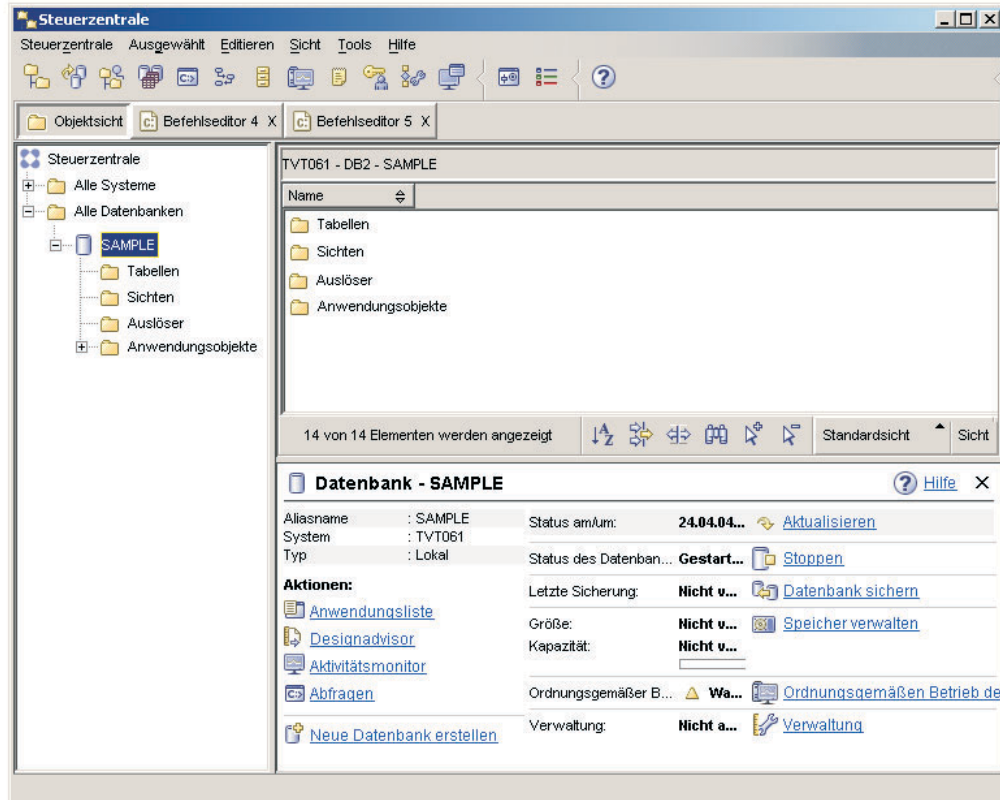 Steuerzentrale
Steuerzentrale Ausgewählt Editieren Sicht Tools Hilfe
Objektsicht Befehlseditor 4 X Befehlseditor 5 X
Steuerzentrale
Alle Systeme
Alle Datenbanken
SAMPLE
Tabellen
Sichten
Auslöser
Anwendungsobjekte
TVT061 - DB2 - SAMPLE
Name
Tabellen
Sichten
Auslöser
Anwendungsobjekte
14 von 14 Elementen werden angezeigt Standardsicht Sicht
Datenbank - SAMPLE Hilfe X
Aliasname : SAMPLE
System : TVT061
Typ : Lokal
Aktionen:
Anwendungsliste
Designadvisor
Aktivitätsmonitor
Abfragen
Neue Datenbank erstellen
Status am/um: 24.04.04... Aktualisieren
Status des Datenban... Gestart... Stoppen
Letzte Sicherung: Nicht v... Datenbank sichern
Größe: Nicht v... Speicher verwalten
Kapazität: Nicht v...
Ordnungsgemäßer B... Wa... Ordnungsgemäßen Betrieb de
Verwaltung: Nicht a... Verwaltung